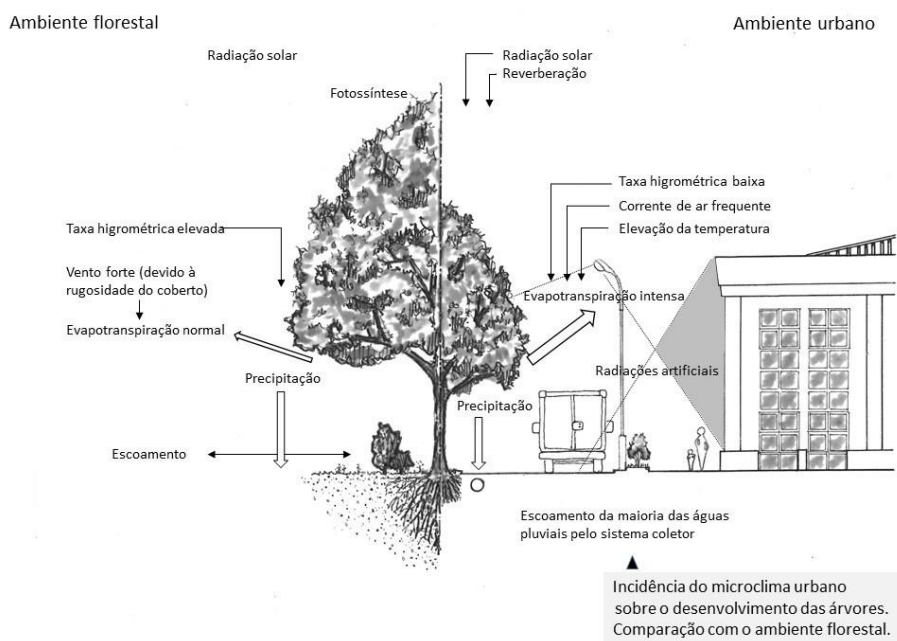 Ambiente florestal
Ambiente urbano
Radiação solar
Radiação solar
Reverberação
Fotossíntese
Taxa higrométrica baixa
Corrente de ar frequente
Elevação da temperatura
Taxa higrométrica elevada
Vento forte (devido à
rugosidade do coberto)
Evapotranspiração normal
Evapotranspiração intensa
Radiações artificiais
Precipitação
Precipitação
Escoamento
Escoamento da maioria das águas
pluviais pelo sistema coletor
Incidência do microclima urbano
sobre o desenvolvimento das árvores.
Comparação com o ambiente florestal.